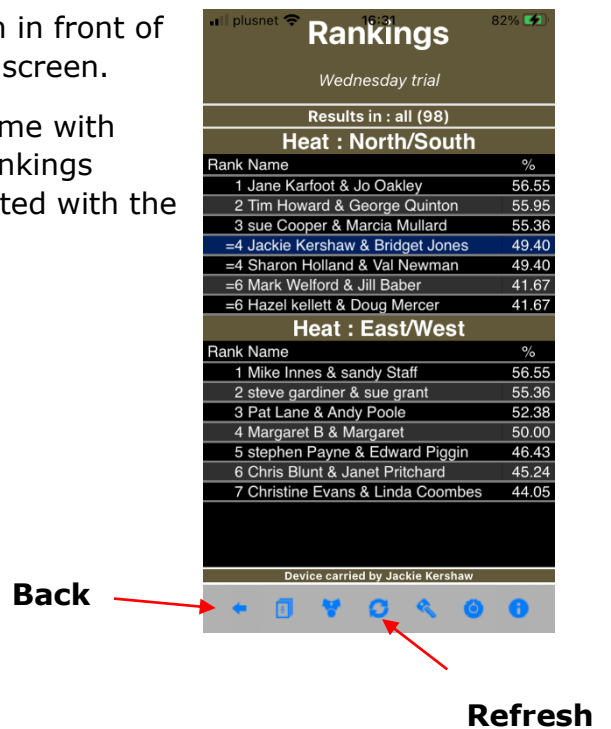 in front of
screen.
me with
nkings
ted with the
plusnet 16:31 82%
Rankings
Wednesday trial
Results in : all (98)
Heat : North/South
Rank Name %
1 Jane Karfoot & Jo Oakley 56.55
2 Tim Howard & George Quinton 55.95
3 sue Cooper & Marcia Mullard 55.36
=4 Jackie Kershaw & Bridget Jones 49.40
=4 Sharon Holland & Val Newman 49.40
=6 Mark Welford & Jill Baber 41.67
=6 Hazel kellett & Doug Mercer 41.67
Heat : East/West
Rank Name %
1 Mike Innes & sandy Staff 56.55
2 steve gardiner & sue grant 55.36
3 Pat Lane & Andy Poole 52.38
4 Margaret B & Margaret 50.00
5 stephen Payne & Edward Piggin 46.43
6 Chris Blunt & Janet Pritchard 45.24
7 Christine Evans & Linda Coombes 44.05
Device carried by Jackie Kershaw
Back
Refresh